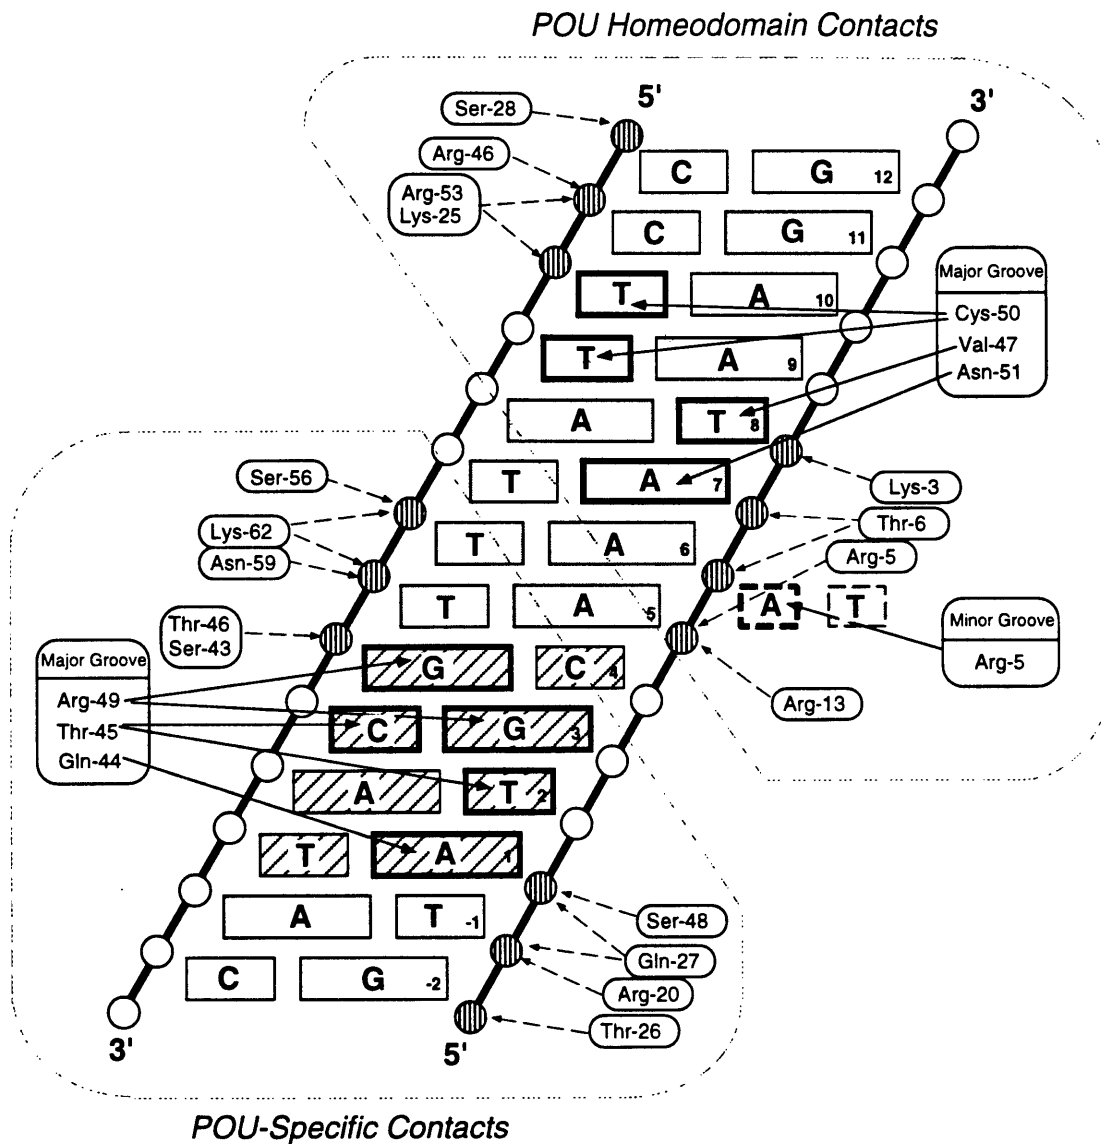 POU Homeodomain Contacts
5'
3'
Ser-28
Arg-46
Arg-53
Lys-25
C
G 12
C
G 11
T
A 10
T
A 9
A
T 8
T
A 7
T
A 6
T
A 5
G
C 4
C
G 3
A
T 2
T
A 1
A
T -1
C
G -2
Major Groove
Cys-50
Val-47
Asn-51
Lys-3
Thr-6
Arg-5
A
T
Minor Groove
Arg-5
Arg-13
Ser-56
Lys-62
Asn-59
Thr-46
Ser-43
Major Groove
Arg-49
Thr-45
Gln-44
Ser-48
Gln-27
Arg-20
Thr-26
3'
5'
POU-Specific Contacts